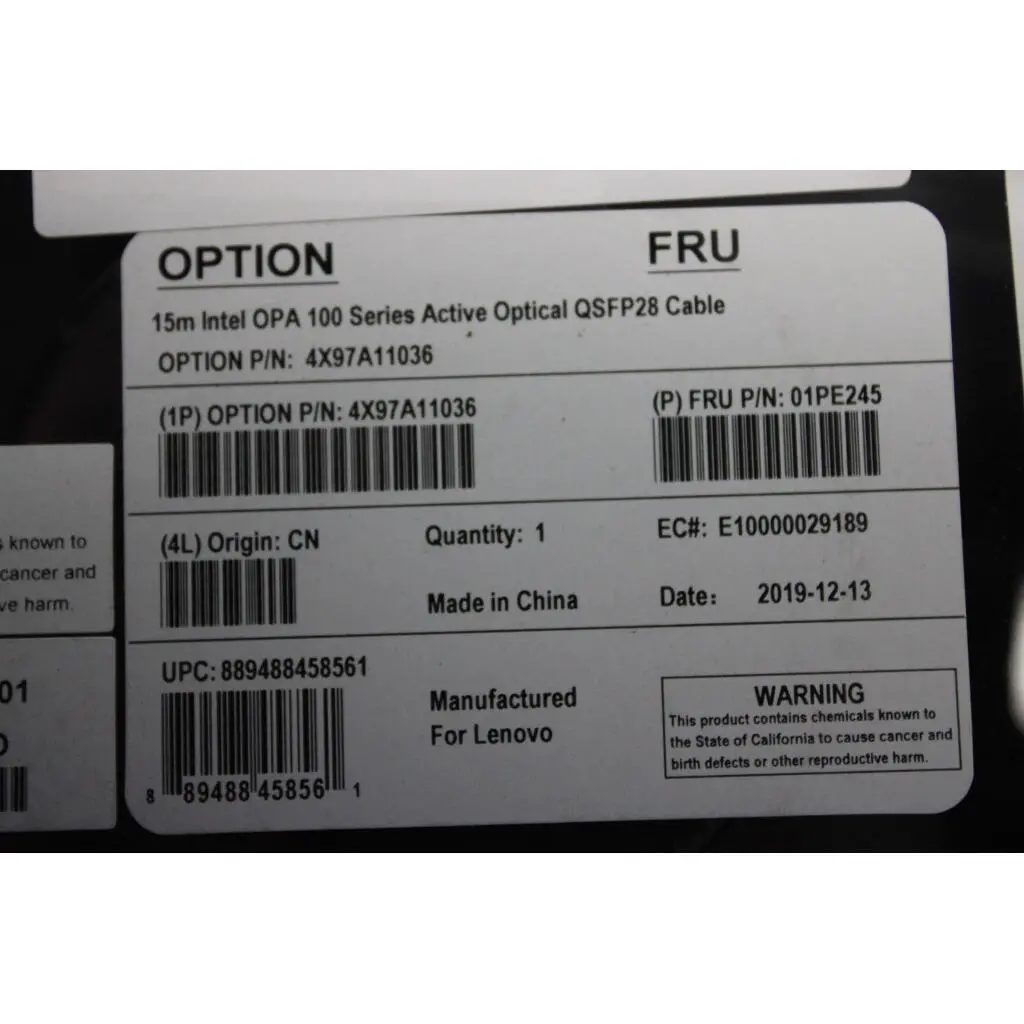 OPTION FRU
15m Intel OPA 100 Series Active Optical QSFP28 Cable
OPTION P/N: 4X97A11036
(1P) OPTION P/N: 4X97A11036
(P) FRU P/N: 01PE245
(4L) Origin: CN
Quantity: 1
EC#: E10000029189
Made in China
Date: 2019-12-13
UPC: 889488458561
8 89488 45856 1
Manufactured
For Lenovo
WARNING
This product contains chemicals known to
the State of California to cause cancer and
birth defects or other reproductive harm.
known to
cancer and
ve harm.
01